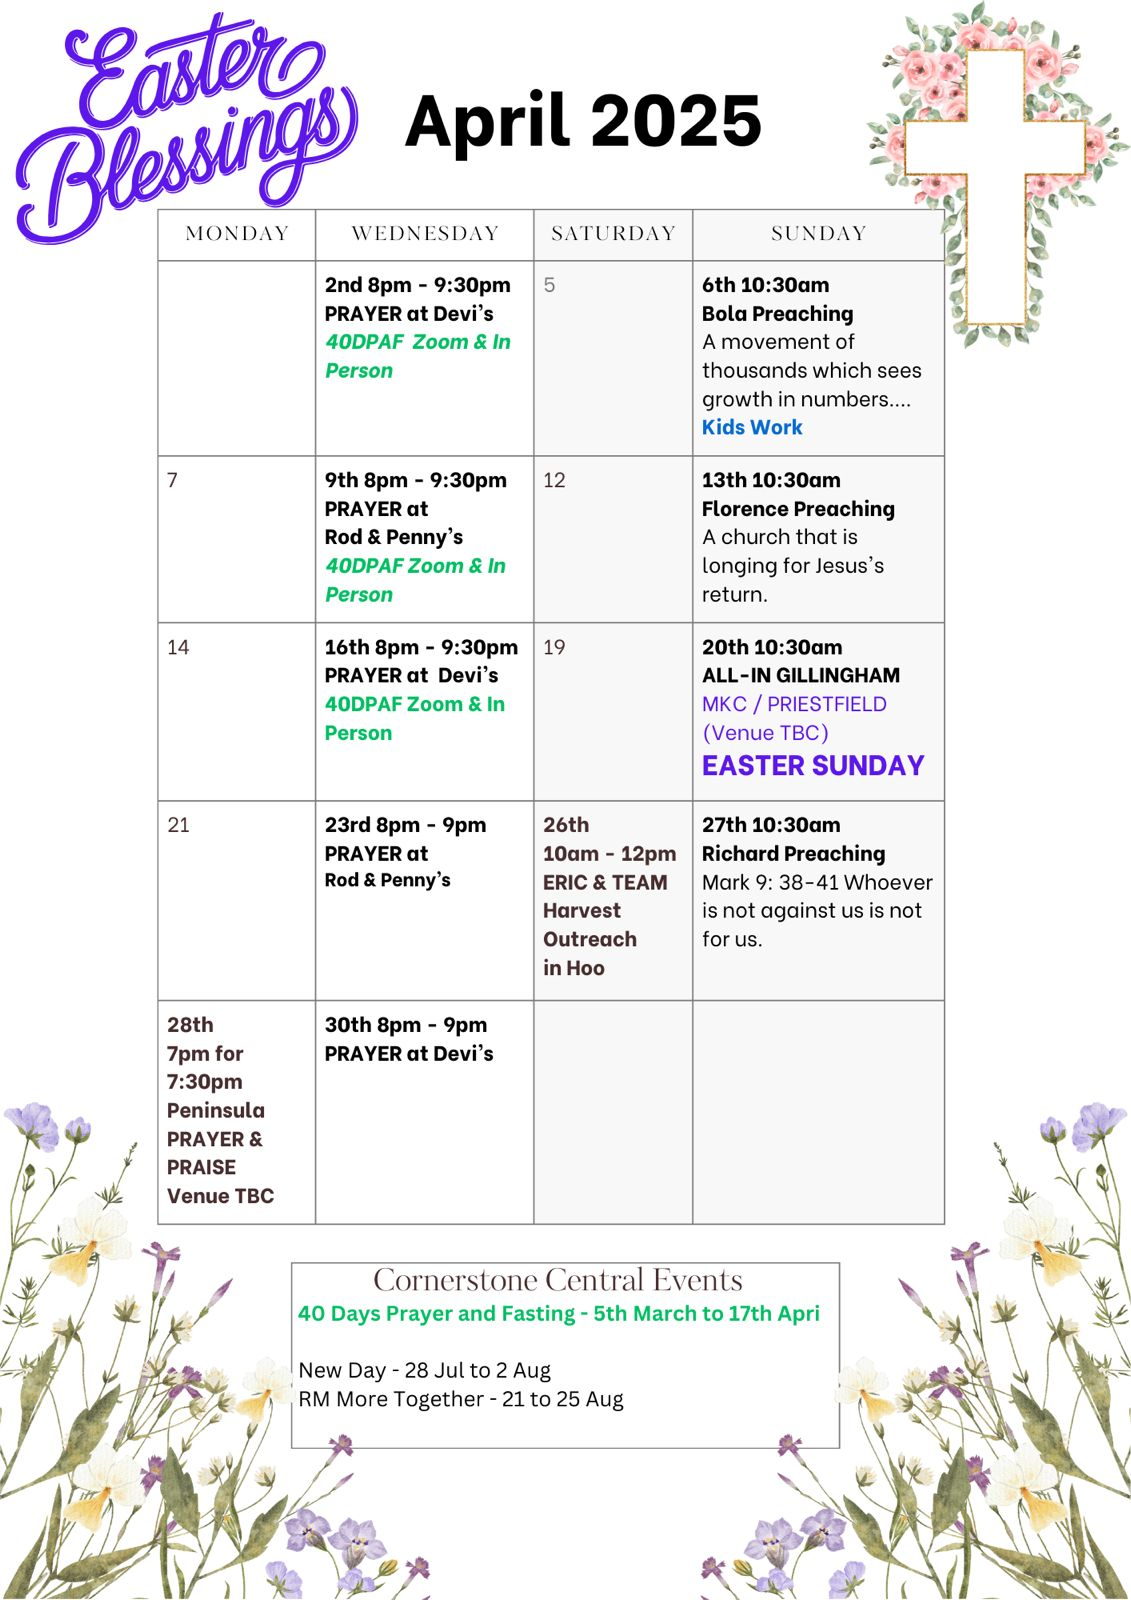 Easter
Blessings
April 2025
MONDAY
WEDNESDAY
SATURDAY
SUNDAY
2nd 8pm - 9:30pm
PRAYER at Devi's
40DPAF Zoom & In
Person
5
6th 10:30am
Bola Preaching
A movement of
thousands which sees
growth in numbers....
Kids Work
7
9th 8pm - 9:30pm
PRAYER at
Rod & Penny's
40DPAF Zoom & In
Person
12
13th 10:30am
Florence Preaching
A church that is
longing for Jesus's
return.
14
16th 8pm - 9:30pm
PRAYER at Devi's
40DPAF Zoom & In
Person
19
20th 10:30am
ALL-IN GILLINGHAM
MKC / PRIESTFIELD
(Venue TBC)
EASTER SUNDAY
21
23rd 8pm - 9pm
PRAYER at
Rod & Penny's
26th
10am - 12pm
ERIC & TEAM
Harvest
Outreach
in Hoo
27th 10:30am
Richard Preaching
Mark 9: 38-41 Whoever
is not against us is not
for us.
28th
7pm for
7:30pm
Peninsula
PRAYER &
PRAISE
Venue TBC
30th 8pm - 9pm
PRAYER at Devi's
Cornerstone Central Events
40 Days Prayer and Fasting - 5th March to 17th Apri
New Day - 28 Jul to 2 Aug
RM More Together - 21 to 25 Aug